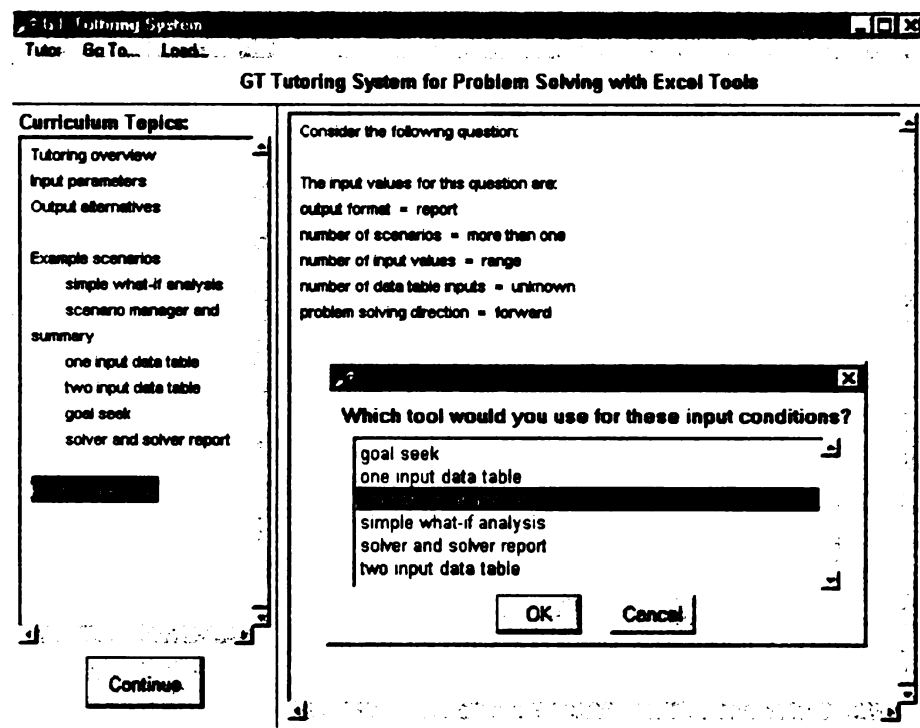 GT Tutoring System
Tutor Go To... Load...
GT Tutoring System for Problem Solving with Excel Tools
Curriculum Topics:
Tutoring overview
Input parameters
Output alternatives
Example scenarios
simple what-if analysis
scenario manager and
summary
one input data table
two input data table
goal seek
solver and solver report
Continue
Consider the following question:
The input values for this question are:
output format = report
number of scenarios = more than one
number of input values = range
number of data table inputs = unknown
problem solving direction = forward
Which tool would you use for these input conditions?
goal seek
one input data table
simple what-if analysis
solver and solver report
two input data table
OK Cancel